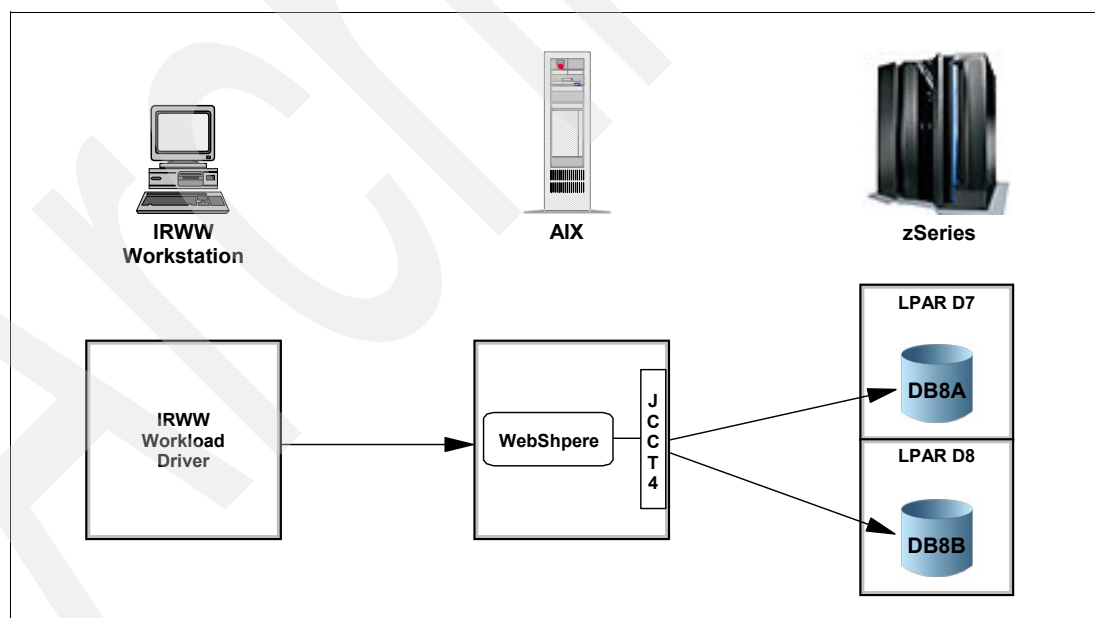 IRWW
Workstation
AIX
zSeries
IRWW
Workload
Driver
WebShpere
J
C
C
T
4
LPAR D7
DB8A
LPAR D8
DB8B